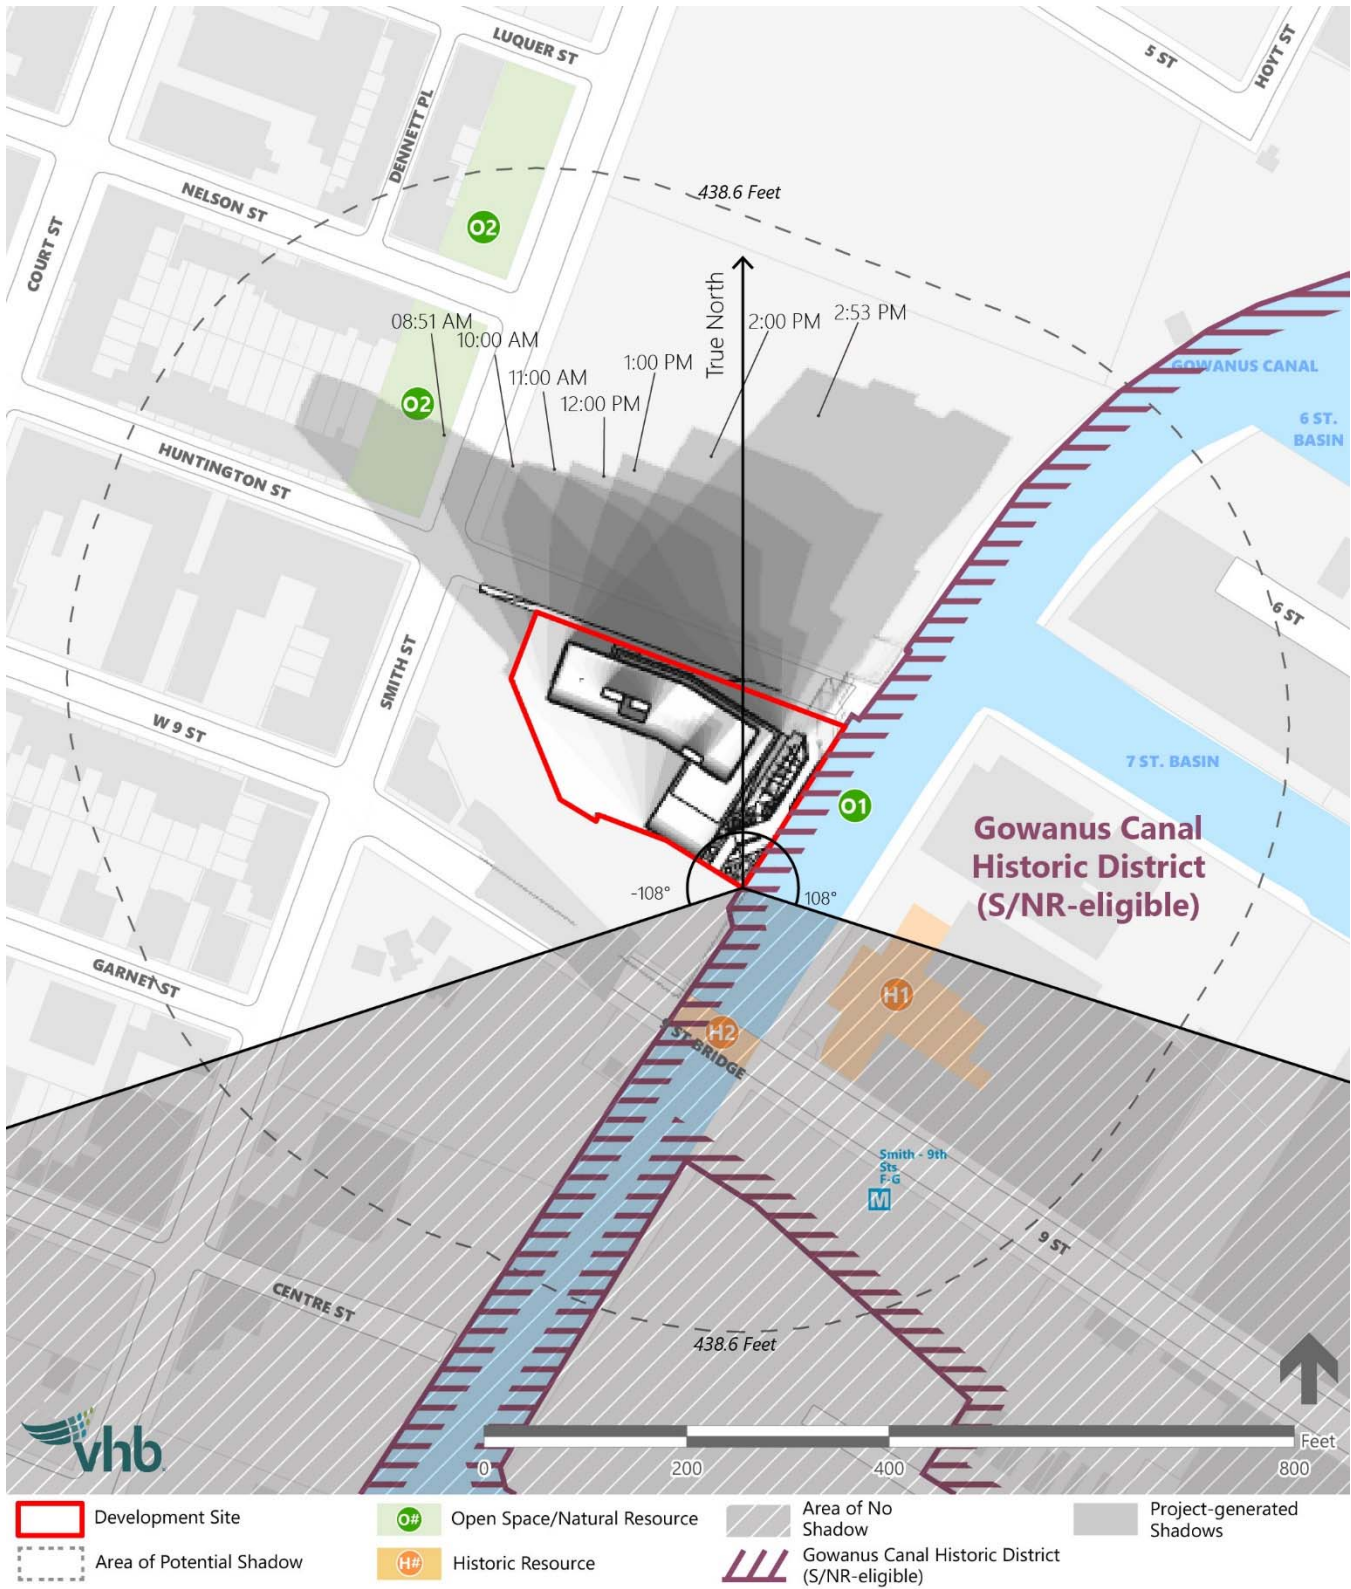 LUQUER ST
5 ST
HOYT ST
DENNETT PL
438.6 Feet
NELSON ST
COURT ST
O2
True North
08:51 AM
10:00 AM
11:00 AM
12:00 PM
1:00 PM
2:00 PM
2:53 PM
GOWANUS CANAL
6 ST.
BASIN
O2
HUNTINGTON ST
6 ST
SMITH ST
W 9 ST
7 ST. BASIN
O1
Gowanus Canal
Historic District
(S/NR-eligible)
-108°
108°
GARNET ST
H1
H2
9 ST BRIDGE
Smith - 9th
Sts
F-G
M
9 ST
CENTRE ST
438.6 Feet
vhb
Feet
0
200
400
800
Development Site
O#
Open Space/Natural Resource
Area of No
Shadow
Project-generated
Shadows
Area of Potential Shadow
H#
Historic Resource
Gowanus Canal Historic District
(S/NR-eligible)